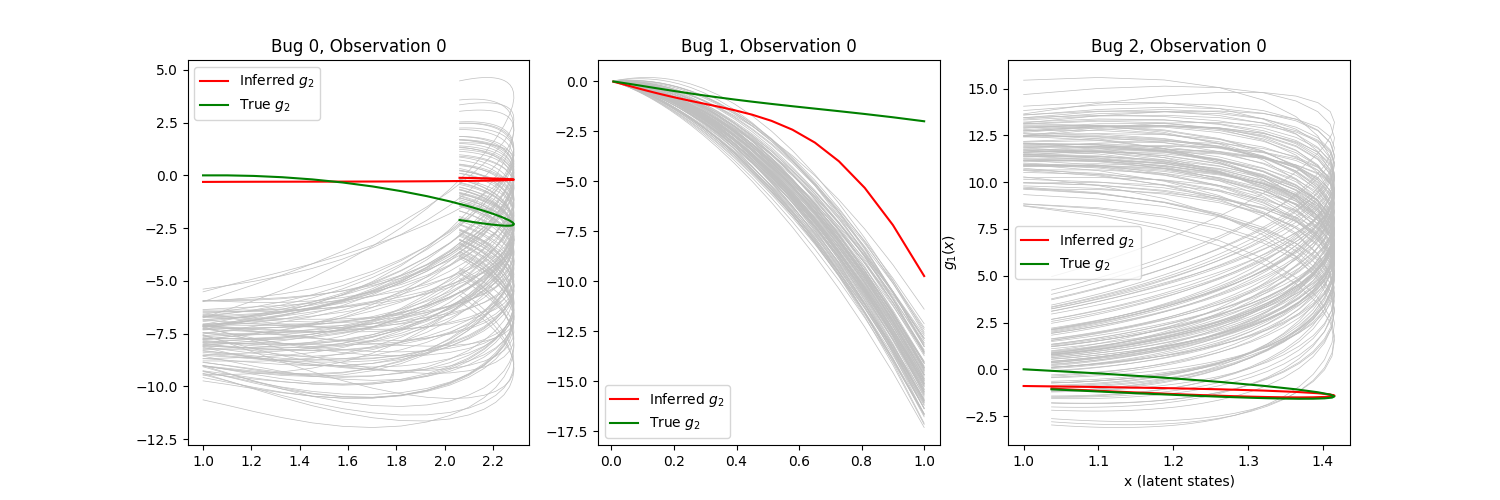 Bug 0, Observation 0
Inferred g₂
True g₂
5.0
2.5
0.0
−2.5
−5.0
−7.5
−10.0
−12.5
1.0 1.2 1.4 1.6 1.8 2.0 2.2
Bug 1, Observation 0
0.0
−2.5
−5.0
−7.5
−10.0
−12.5
−15.0
−17.5
Inferred g₂
True g₂
0.0 0.2 0.4 0.6 0.8 1.0
Bug 2, Observation 0
g₁(x)
15.0
12.5
10.0
7.5
5.0
2.5
0.0
−2.5
Inferred g₂
True g₂
1.0 1.1 1.2 1.3 1.4
x (latent states)